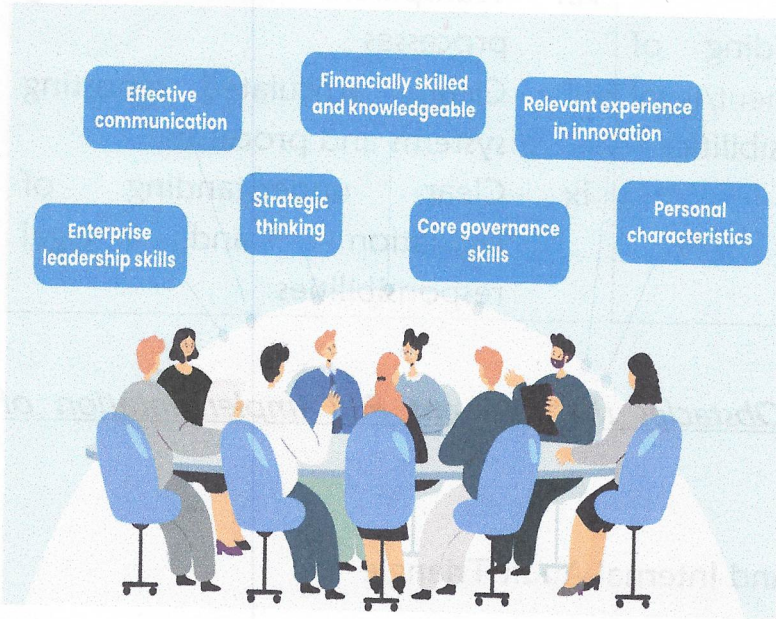 Effective
communication
Financially skilled
and knowledgeable
Relevant experience
in innovation
Enterprise
leadership skills
Strategic
thinking
Core governance
skills
Personal
characteristics